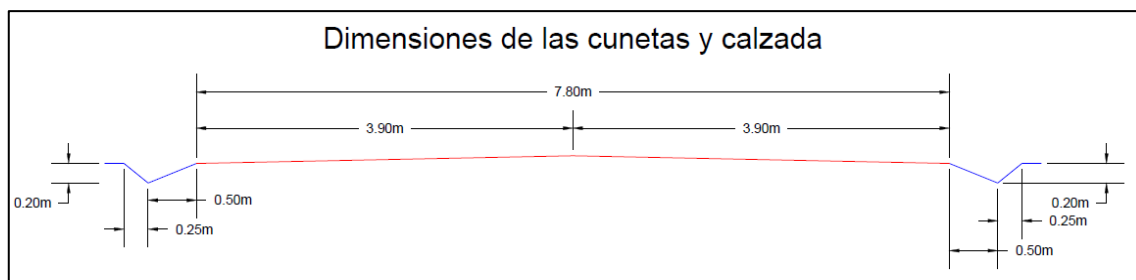 Dimensiones de las cunetas y calzada
7.80m
3.90m
3.90m
0.20m
0.50m
0.25m
0.20m
0.25m
0.50m